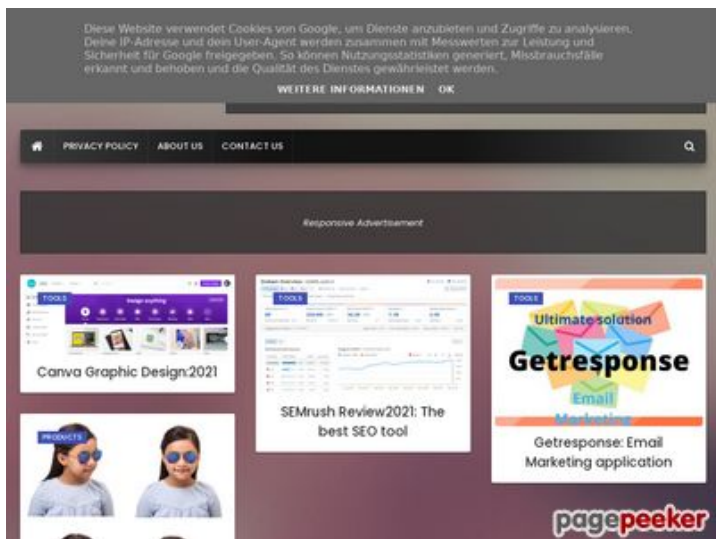 Diese Website verwendet Cookies von Google, um Dienste anzubieten und Zugriffe zu analysieren.
Deine IP-Adresse und dein User-Agent werden zusammen mit Messwerten zur Leistung und
Sicherheit für Google freigegeben. So können Nutzungsstatistiken generiert, Missbrauchsfälle
erkannt und behoben und die Qualität des Dienstes gewährleistet werden.
WEITERE INFORMATIONEN OK
PRIVACY POLICY ABOUT US CONTACT US
Responsive Advertisement
TOOLS
Design anything
Canva Graphic Design:2021
TOOLS
SEMrush Review2021: The
best SEO tool
TOOLS
Ultimate solution
Getresponse
Email
Marketing
Getresponse: Email
Marketing application
PRODUCTS
pagepeeker